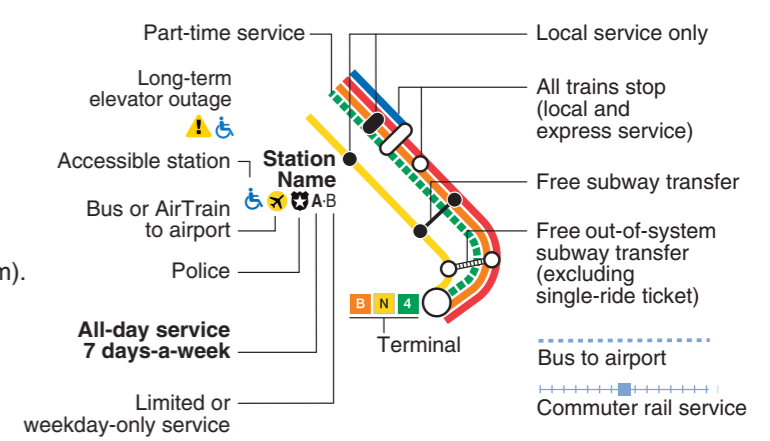 Part-time service
Long-term
elevator outage
!
Accessible station
Station
Name
A-B
Bus or AirTrain
to airport
m).
Police
All-day service
7 days-a-week
Limited or
weekday-only service
B N 4
Terminal
Local service only
All trains stop
(local and
express service)
Free subway transfer
Free out-of-system
subway transfer
(excluding
single-ride ticket)
Bus to airport
Commuter rail service